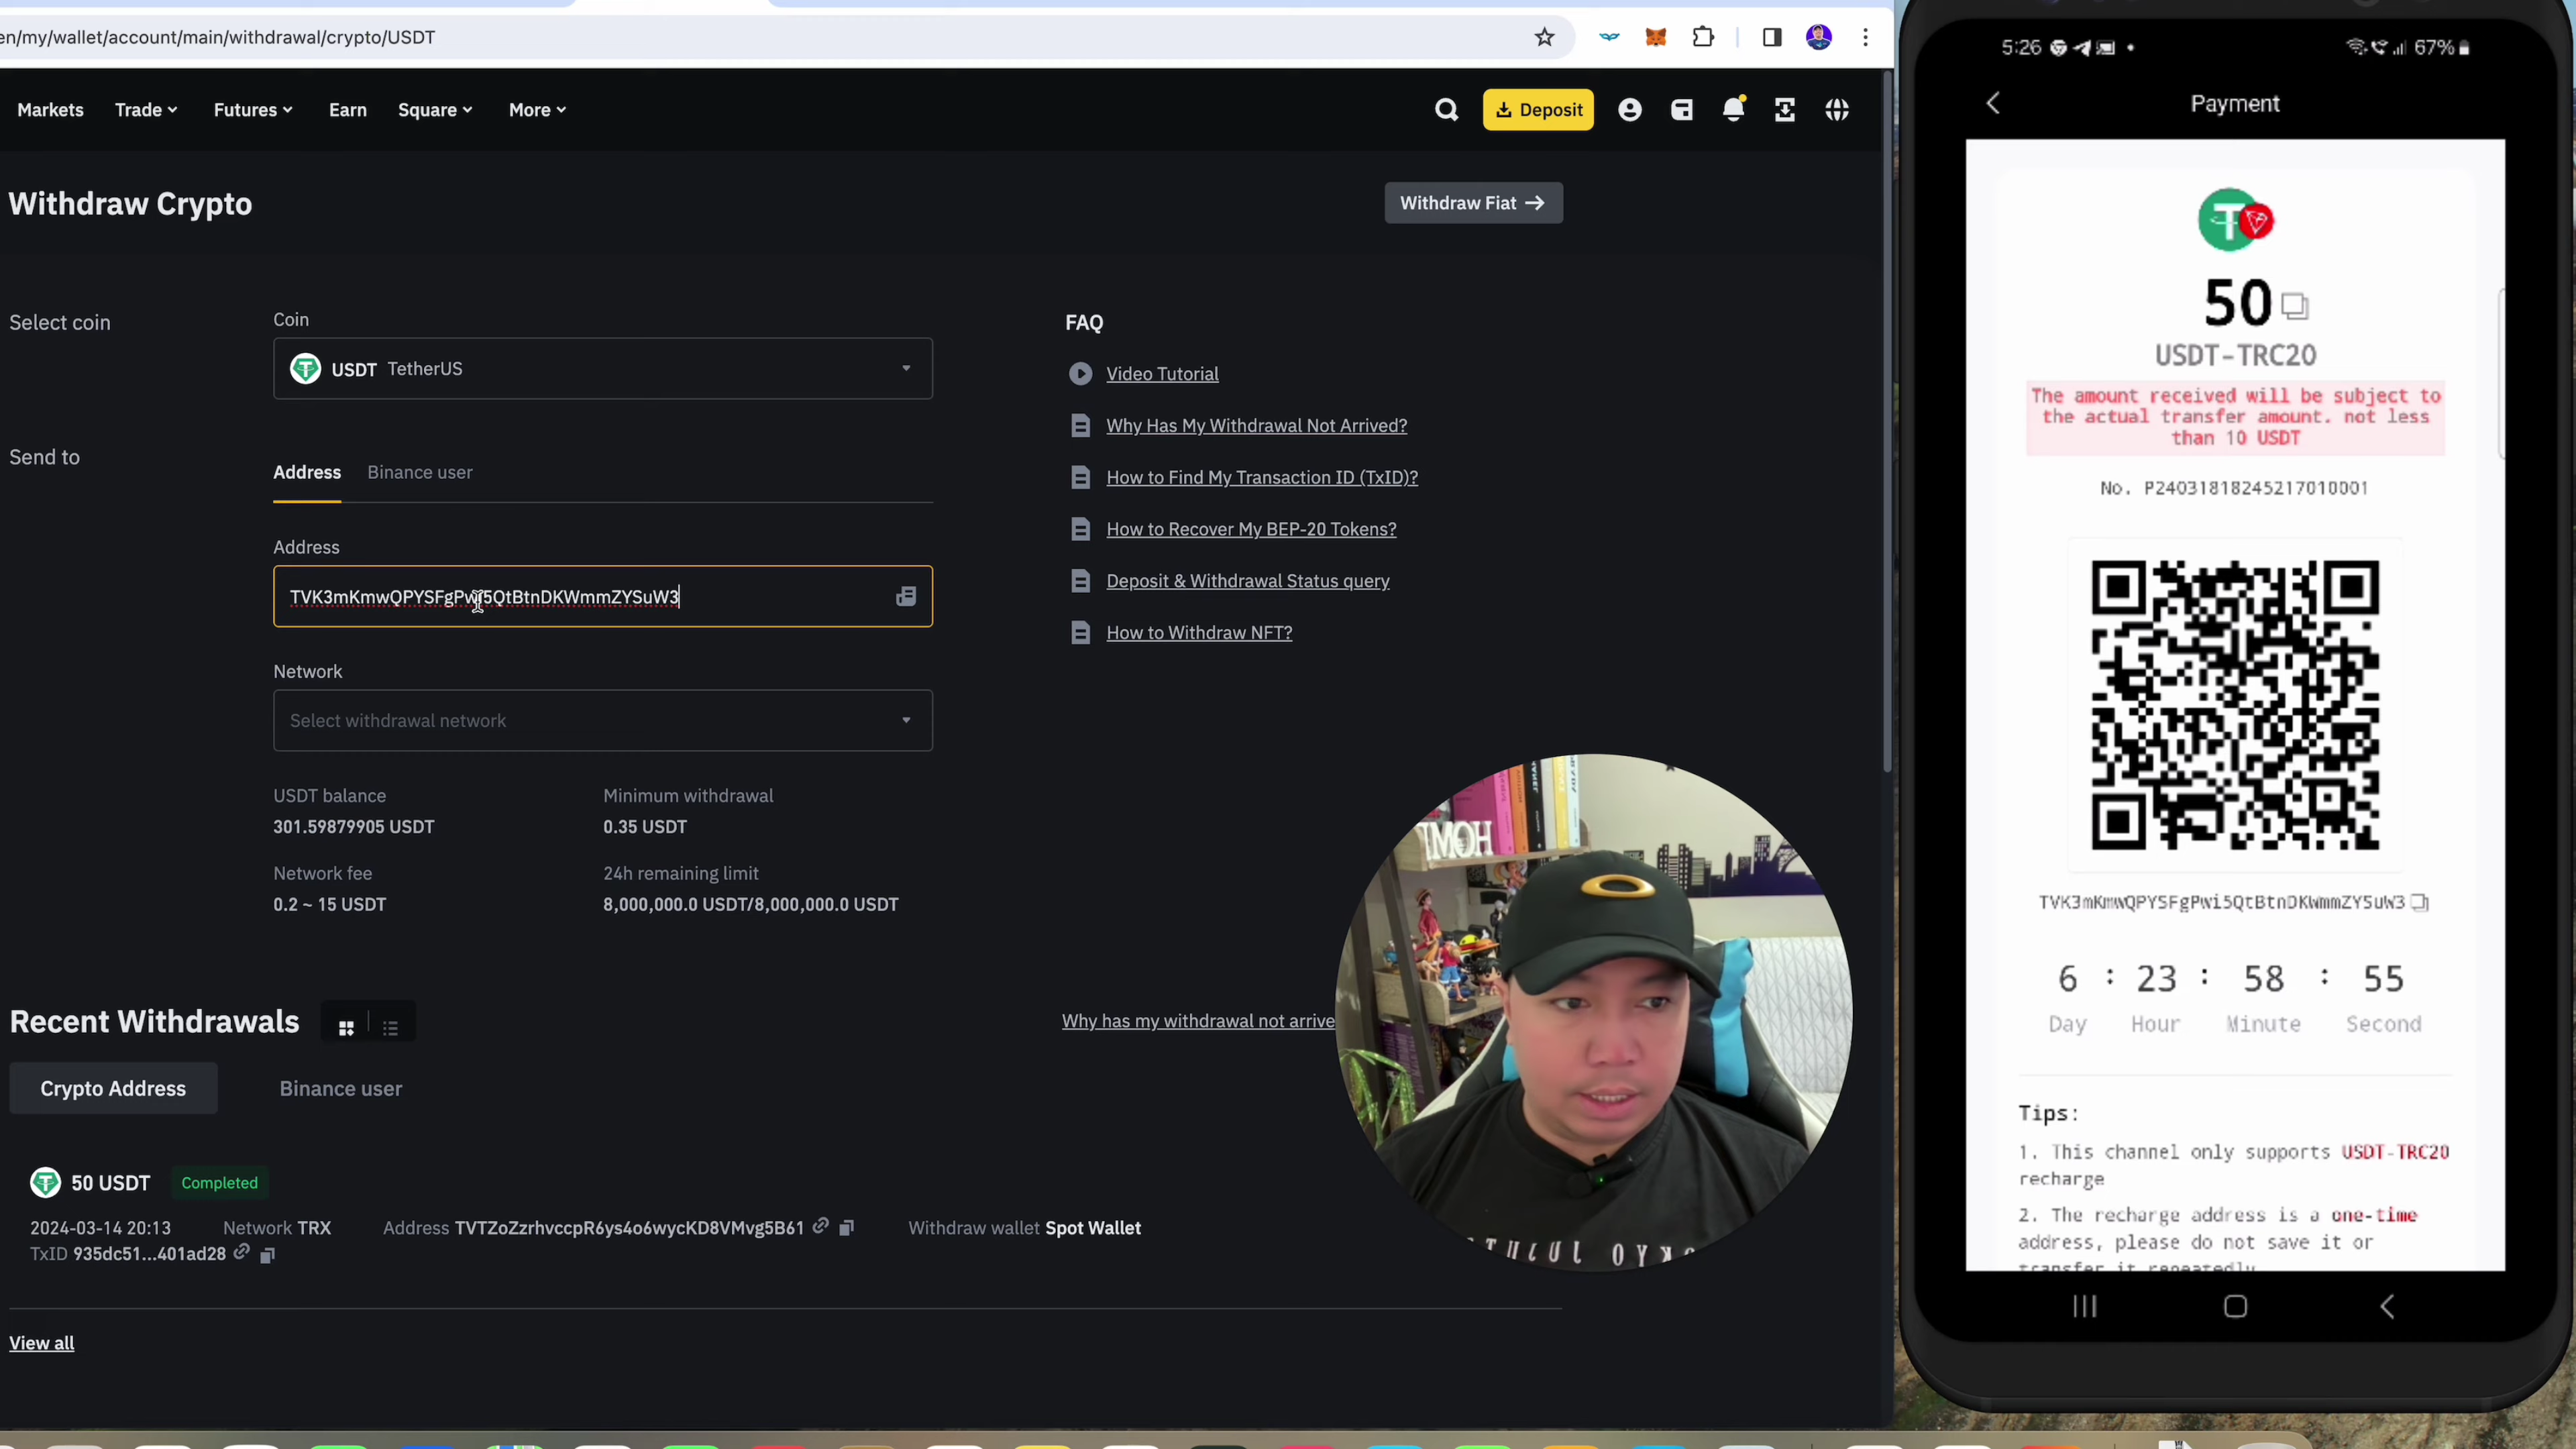 en/my/wallet/account/main/withdrawal/crypto/USDT
Markets Trade Futures Earn Square More
Deposit
Withdraw Crypto
Withdraw Fiat →
Select coin
Coin
USDT TetherUS
Send to
Address Binance user
Address
TVK3mKmwQPYSFgPwi5QtBtnDKWmmZYSuW3
Network
Select withdrawal network
USDT balance
301.59879905 USDT
Minimum withdrawal
0.35 USDT
Network fee
0.2 ~ 15 USDT
24h remaining limit
8,000,000.0 USDT/8,000,000.0 USDT
FAQ
Video Tutorial
Why Has My Withdrawal Not Arrived?
How to Find My Transaction ID (TxID)?
How to Recover My BEP-20 Tokens?
Deposit & Withdrawal Status query
How to Withdraw NFT?
Recent Withdrawals
Why has my withdrawal not arrive
Crypto Address Binance user
50 USDT Completed
2024-03-14 20:13 Network TRX Address TVTZoZzrhvccpR6ys4o6wycKD8VMvg5B61 Withdraw wallet Spot Wallet
TxID 935dc51...401ad28
View all
5:26
67%
Payment
50
USDT-TRC20
The amount received will be subject to
the actual transfer amount. not less
than 10 USDT
No. P24031818245217010001
TVK3mKmwQPYSFgPwi5QtBtnDKWmmZYSuW3
6 : 23 : 58 : 55
Day Hour Minute Second
Tips:
1. This channel only supports USDT-TRC20
recharge
2. The recharge address is a one-time
address, please do not save it or
transfer it repeatedly